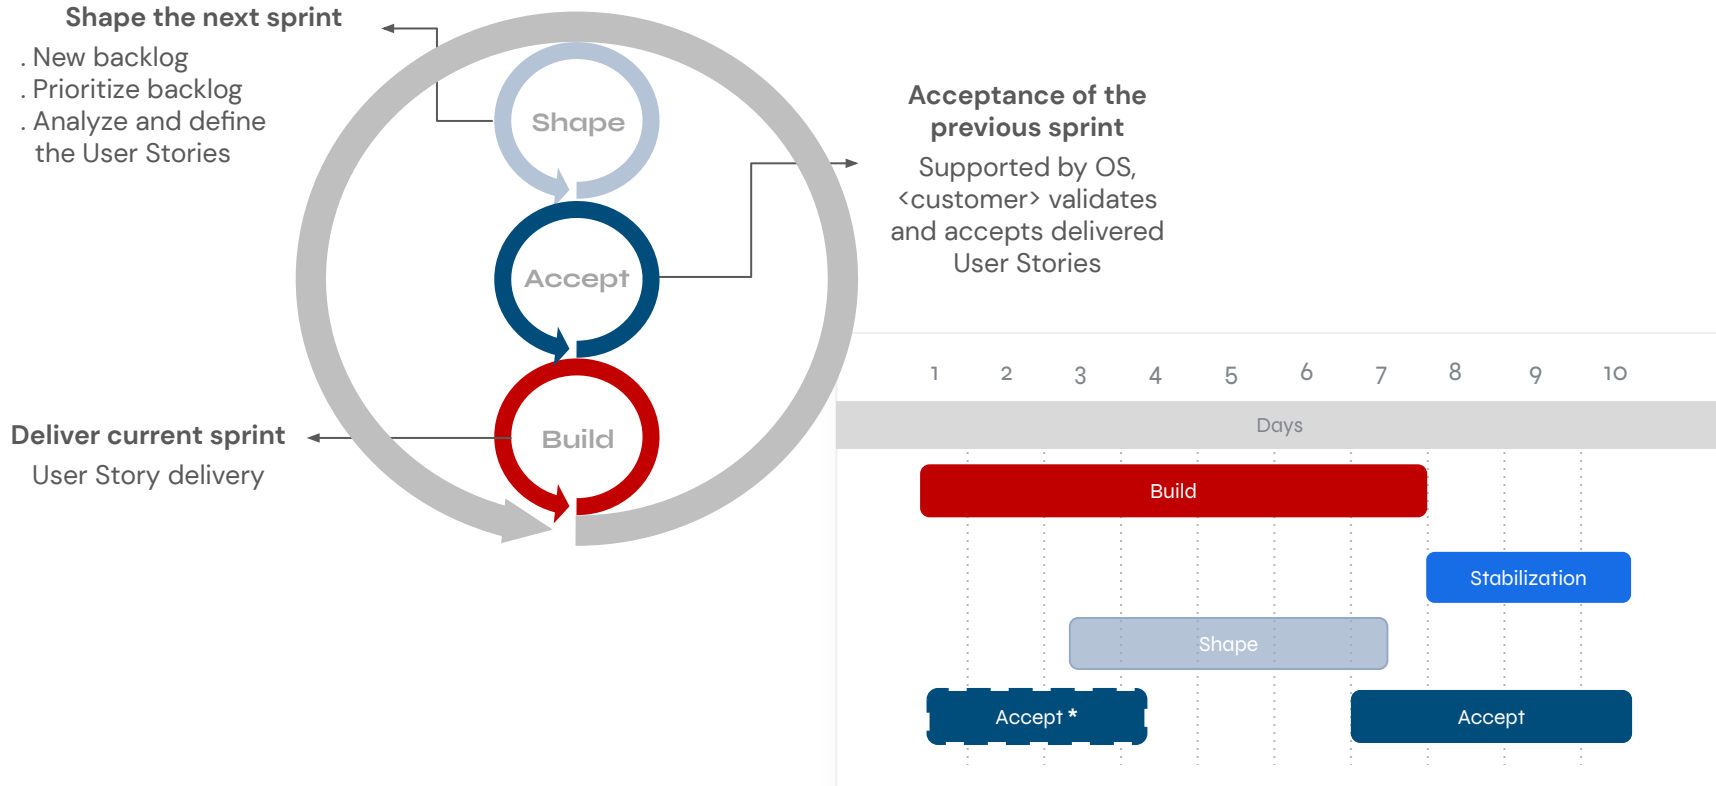 Shape the next sprint
. New backlog
. Prioritize backlog
. Analyze and define
the User Stories
Shape
Accept
Build
Acceptance of the
previous sprint
Supported by OS,
<customer> validates
and accepts delivered
User Stories
Deliver current sprint
User Story delivery
1 2 3 4 5 6 7 8 9 10
Days
Build
Stabilization
Shape
Accept *
Accept